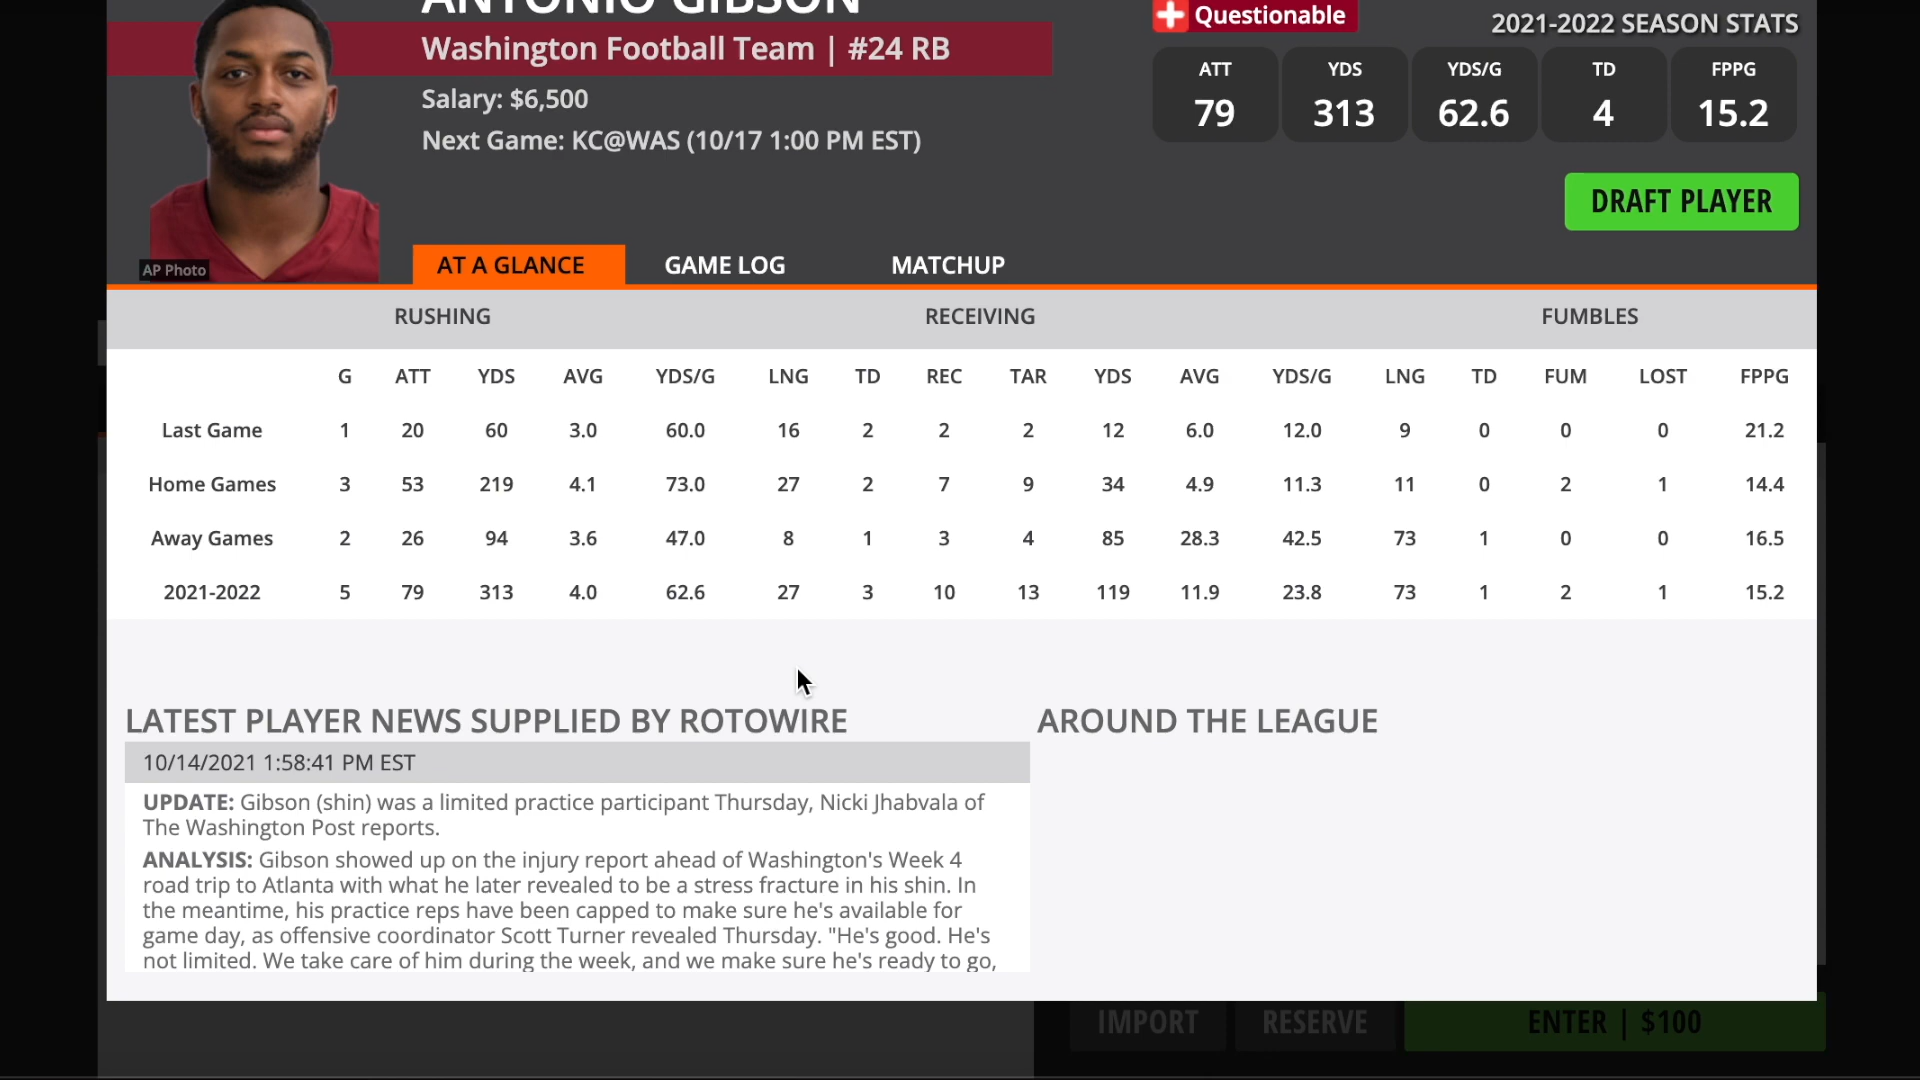 ANTONIO GIBSON
Washington Football Team | #24 RB
Salary: $6,500
Next Game: KC@WAS (10/17 1:00 PM EST)
Questionable
2021-2022 SEASON STATS
ATT YDS YDS/G TD FPPG
79 313 62.6 4 15.2
DRAFT PLAYER
AP Photo
AT A GLANCE GAME LOG MATCHUP
RUSHING RECEIVING FUMBLES
G ATT YDS AVG YDS/G LNG TD REC TAR YDS AVG YDS/G LNG TD FUM LOST FPPG
Last Game 1 20 60 3.0 60.0 16 2 2 2 12 6.0 12.0 9 0 0 0 21.2
Home Games 3 53 219 4.1 73.0 27 2 7 9 34 4.9 11.3 11 0 2 1 14.4
Away Games 2 26 94 3.6 47.0 8 1 3 4 85 28.3 42.5 73 1 0 0 16.5
2021-2022 5 79 313 4.0 62.6 27 3 10 13 119 11.9 23.8 73 1 2 1 15.2
LATEST PLAYER NEWS SUPPLIED BY ROTOWIRE
10/14/2021 1:58:41 PM EST
UPDATE: Gibson (shin) was a limited practice participant Thursday, Nicki Jhabvala of
The Washington Post reports.
ANALYSIS: Gibson showed up on the injury report ahead of Washington's Week 4
road trip to Atlanta with what he later revealed to be a stress fracture in his shin. In
the meantime, his practice reps have been capped to make sure he's available for
game day, as offensive coordinator Scott Turner revealed Thursday. "He's good. He's
not limited. We take care of him during the week, and we make sure he's ready to go,
AROUND THE LEAGUE
IMPORT RESERVE ENTER | $100